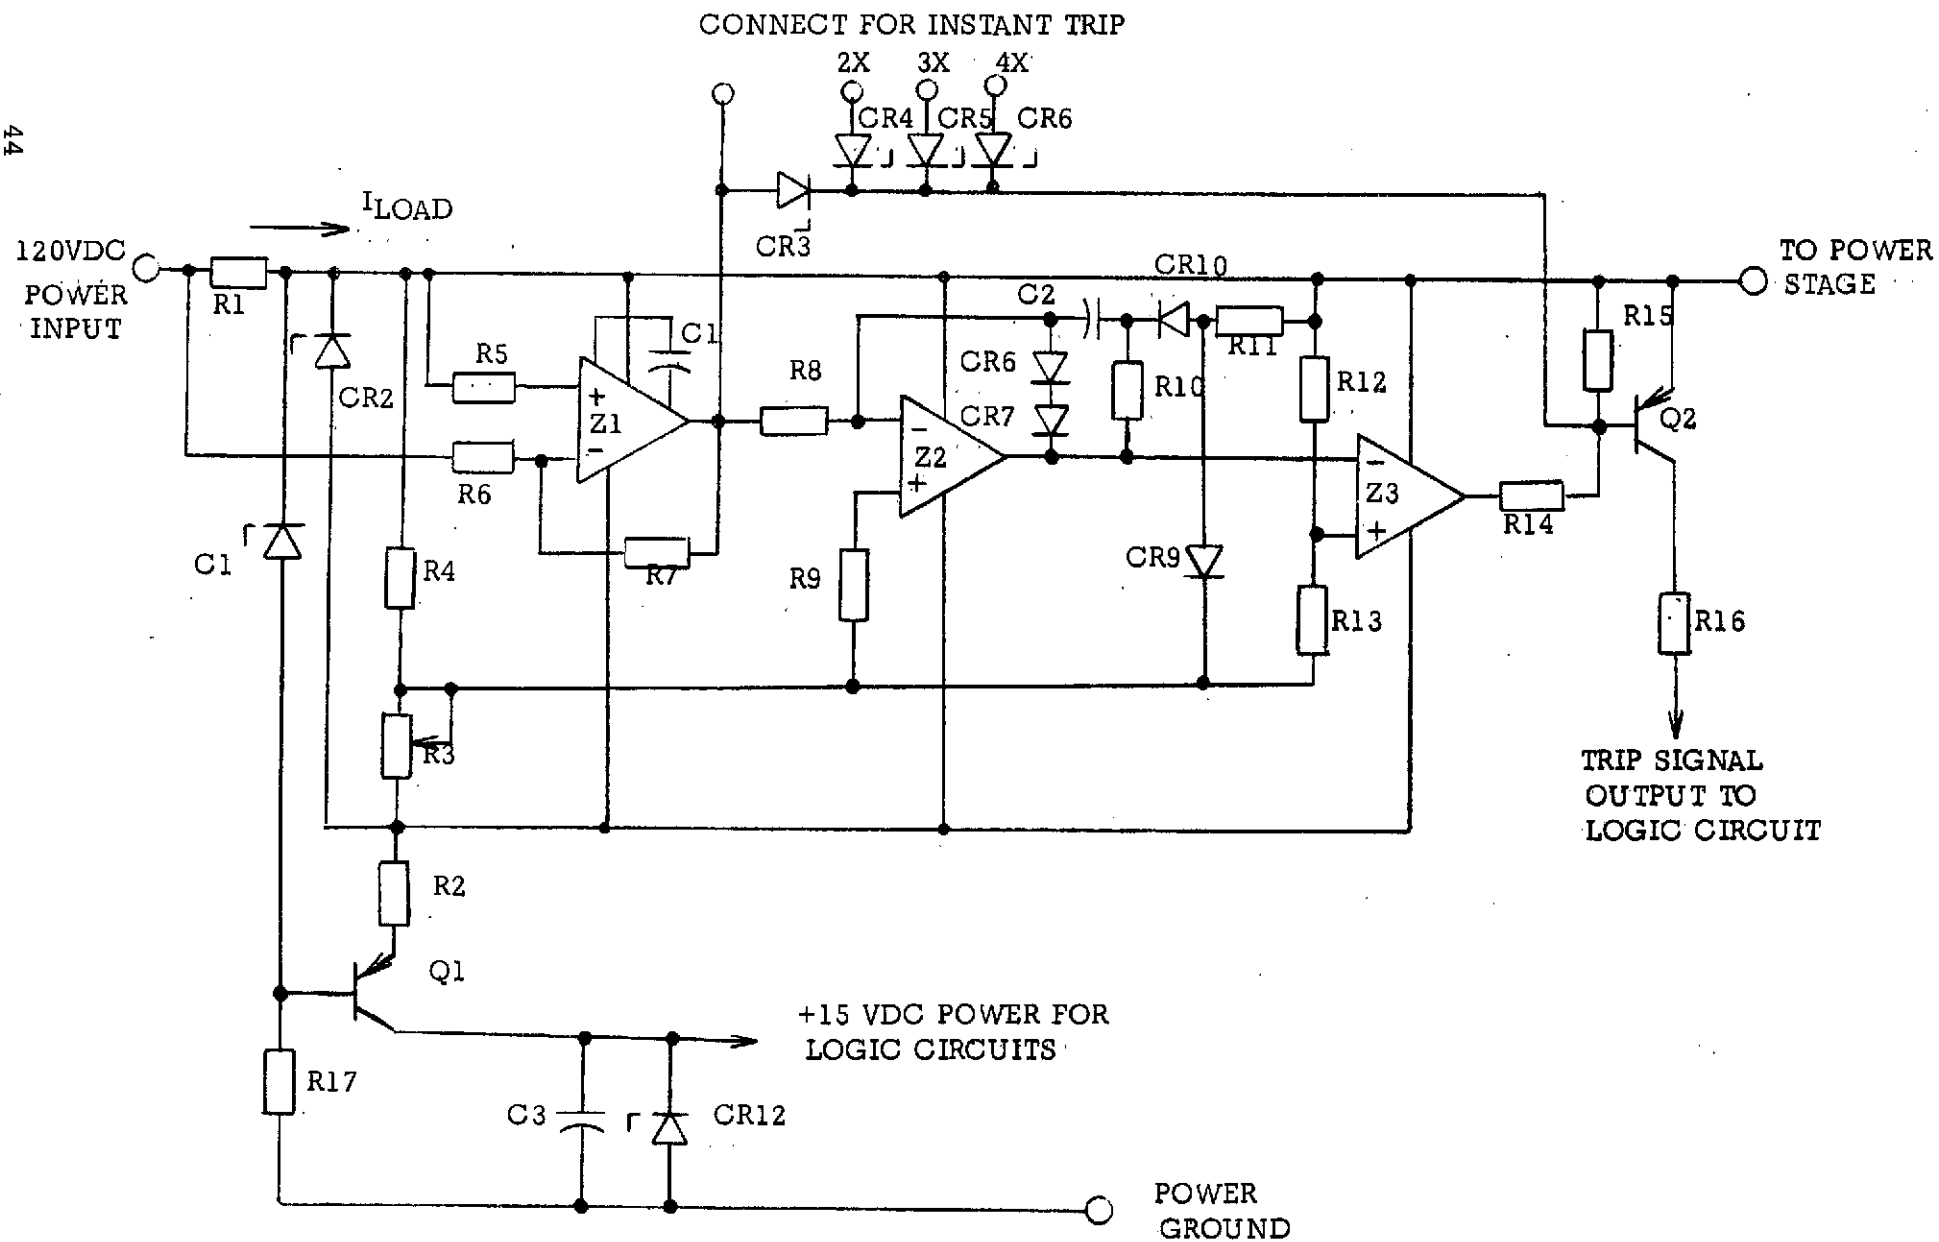 CONNECT FOR INSTANT TRIP
2X 3X 4X
CR4 CR5 CR6
44
ILOAD
CR3
120VDC
POWER
INPUT
R1
TO POWER
STAGE
CR10
C2
R15
C1
R11
R5
R8
CR6
R10
R12
CR2
+
Z1
-
CR7
Q2
R6
-
Z2
+
-
Z3
+
R14
C1
R4
R7
R9
CR9
R13
R16
R3
TRIP SIGNAL
OUTPUT TO
LOGIC CIRCUIT
R2
Q1
+15 VDC POWER FOR
LOGIC CIRCUITS
R17
C3
CR12
POWER
GROUND